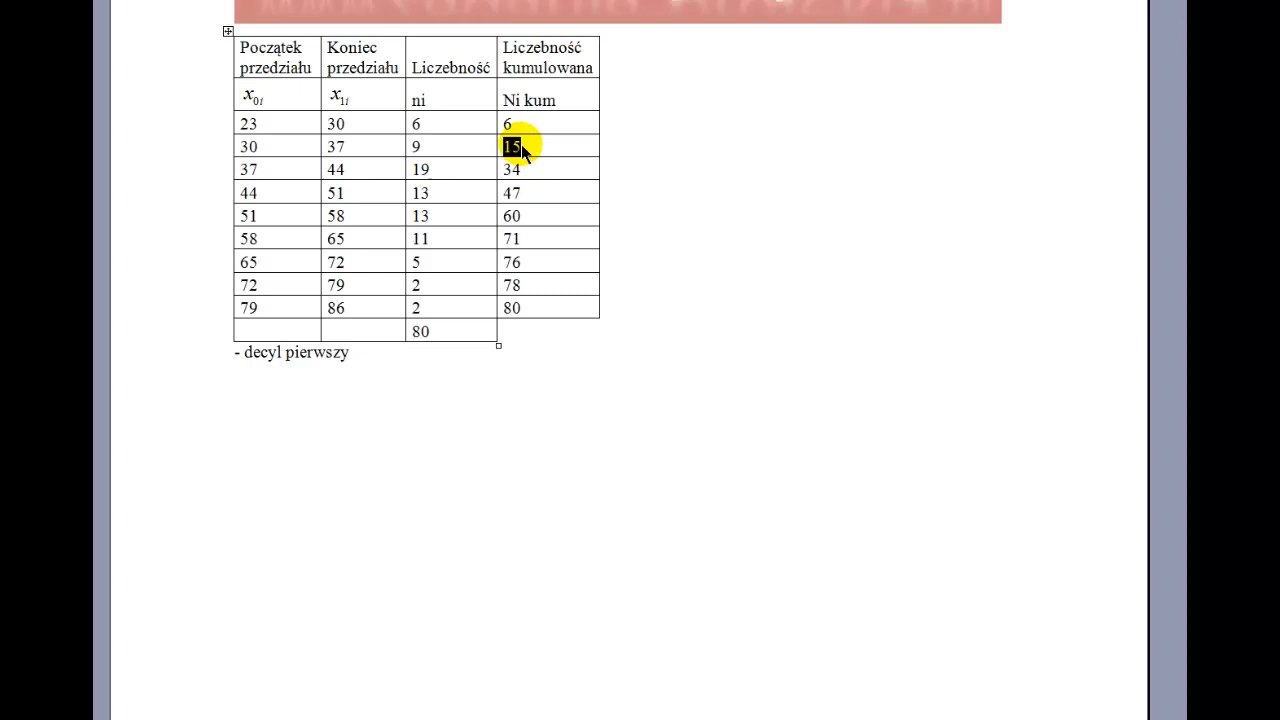 Początek przedziału Koniec przedziału Liczebność Liczebność kumulowana
x0i x1i ni Ni kum
23 30 6 6
30 37 9 15
37 44 19 34
44 51 13 47
51 58 13 60
58 65 11 71
65 72 5 76
72 79 2 78
79 86 2 80
80
- decyl pierwszy